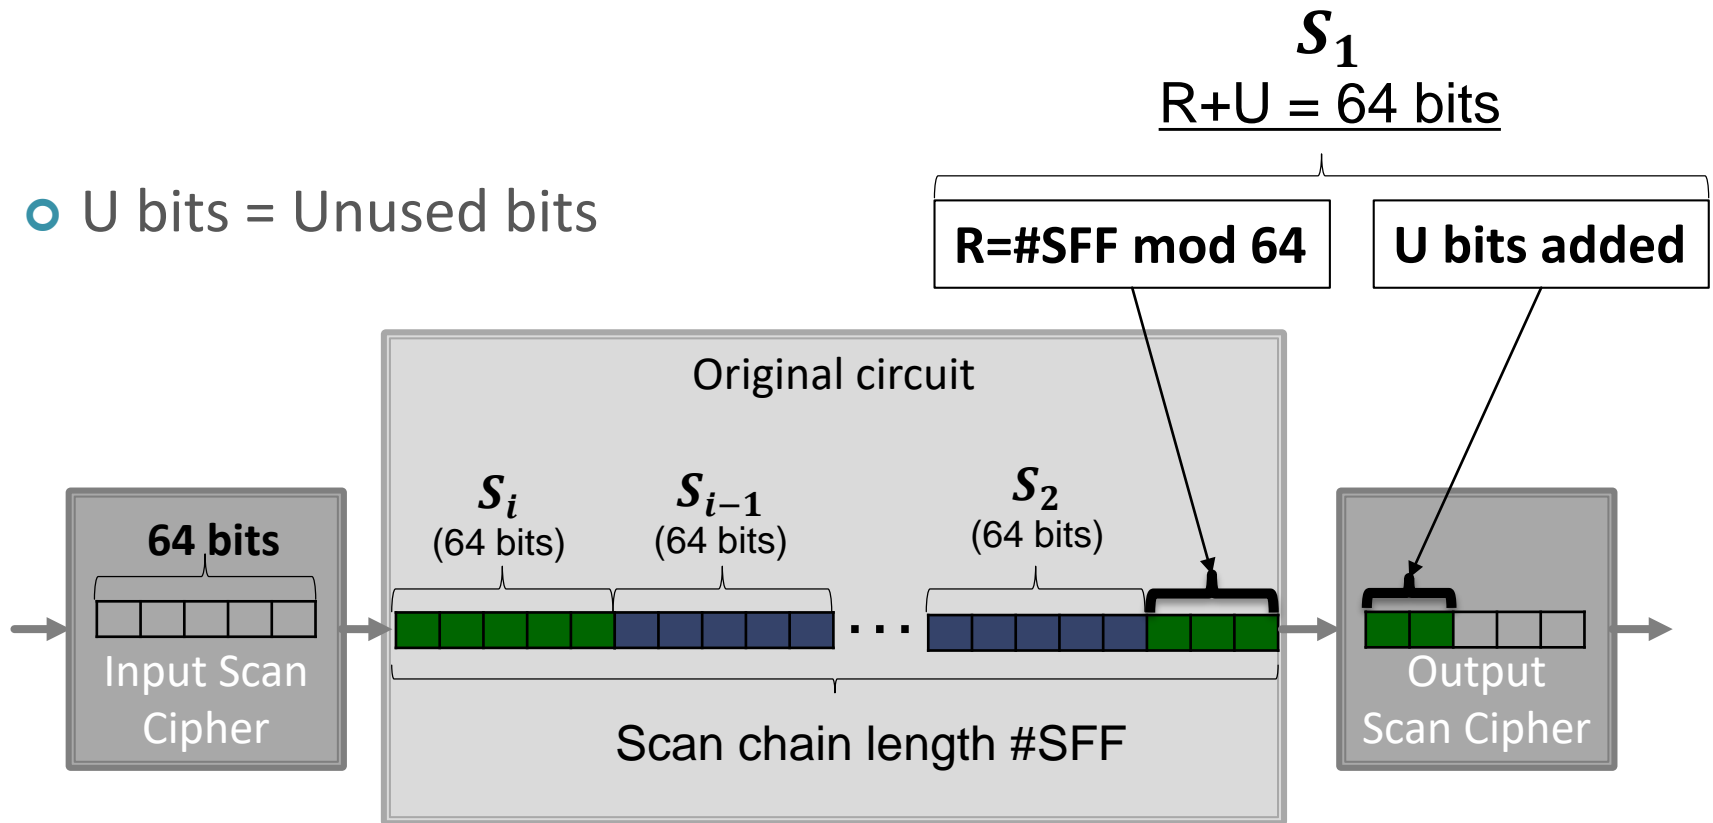 S₁
R+U = 64 bits
U bits = Unused bits
R=#SFF mod 64
U bits added
Original circuit
Sᵢ
(64 bits)
Sᵢ₋₁
(64 bits)
S₂
(64 bits)
64 bits
...
Input Scan
Cipher
Output
Scan Cipher
Scan chain length #SFF